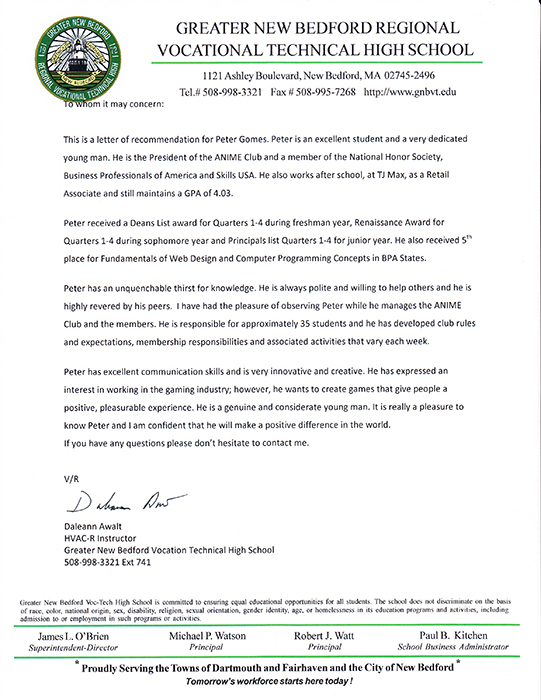 GREATER NEW BEDFORD REGIONAL
VOCATIONAL TECHNICAL HIGH SCHOOL
1121 Ashley Boulevard, New Bedford, MA 02745-2496
Tel.# 508-998-3321 Fax # 508-995-7268 http://www.gnbvt.edu
GREATER NEW BEDFORD
REGIONAL VOCATIONAL TECHNICAL HIGH SCHOOL
To whom it may concern:
This is a letter of recommendation for Peter Gomes. Peter is an excellent student and a very dedicated
young man. He is the President of the ANIME Club and a member of the National Honor Society,
Business Professionals of America and Skills USA. He also works after school, at TJ Max, as a Retail
Associate and still maintains a GPA of 4.03.
Peter received a Deans List award for Quarters 1-4 during freshman year, Renaissance Award for
Quarters 1-4 during sophomore year and Principals list Quarters 1-4 for junior year. He also received 5th
place for Fundamentals of Web Design and Computer Programming Concepts in BPA States.
Peter has an unquenchable thirst for knowledge. He is always polite and willing to help others and he is
highly revered by his peers. I have had the pleasure of observing Peter while he manages the ANIME
Club and the members. He is responsible for approximately 35 students and he has developed club rules
and expectations, membership responsibilities and associated activities that vary each week.
Peter has excellent communication skills and is very innovative and creative. He has expressed an
interest in working in the gaming industry; however, he wants to create games that give people a
positive, pleasurable experience. He is a genuine and considerate young man. It is really a pleasure to
know Peter and I am confident that he will make a positive difference in the world.
If you have any questions please don't hesitate to contact me.
V/R
Daleann Awalt
HVAC-R Instructor
Greater New Bedford Vocation Technical High School
508-998-3321 Ext 741
Greater New Bedford Voc-Tech High School is committed to ensuring equal educational opportunities for all students. The school does not discriminate on the basis
of race, color, national origin, sex, disability, religion, sexual orientation, gender identity, age, or homelessness in its education programs and activities, including
admission to or employment in such programs or activities.
James L. O'Brien Michael P. Watson Robert J. Watt Paul B. Kitchen
Superintendent-Director Principal Principal School Business Administrator
* Proudly Serving the Towns of Dartmouth and Fairhaven and the City of New Bedford *
Tomorrow's workforce starts here today!